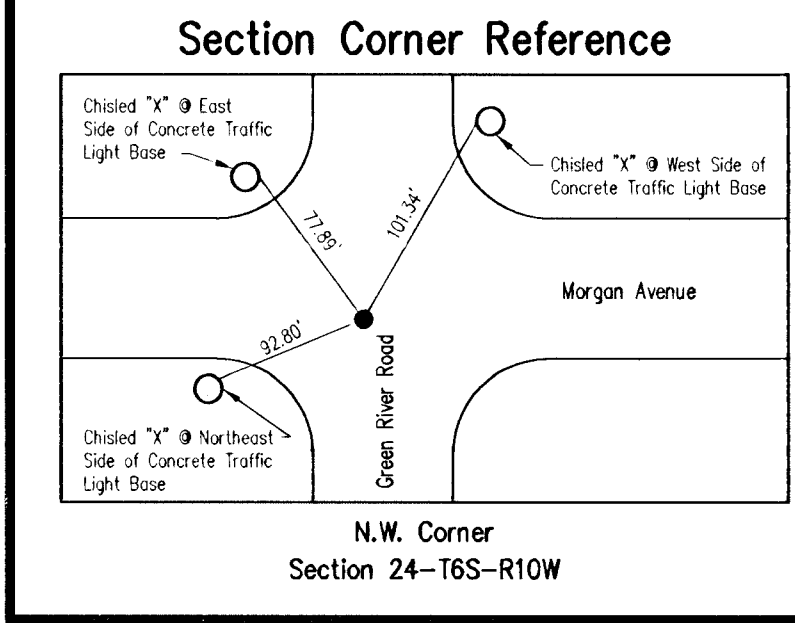 Section Corner Reference
Chisled "X" @ East
Side of Concrete Traffic
Light Base
Chisled "X" @ West Side of
Concrete Traffic Light Base
77.89'
101.34'
Morgan Avenue
92.80'
Green River Road
Chisled "X" @ Northeast
Side of Concrete Traffic
Light Base
N.W. Corner
Section 24-T6S-R10W